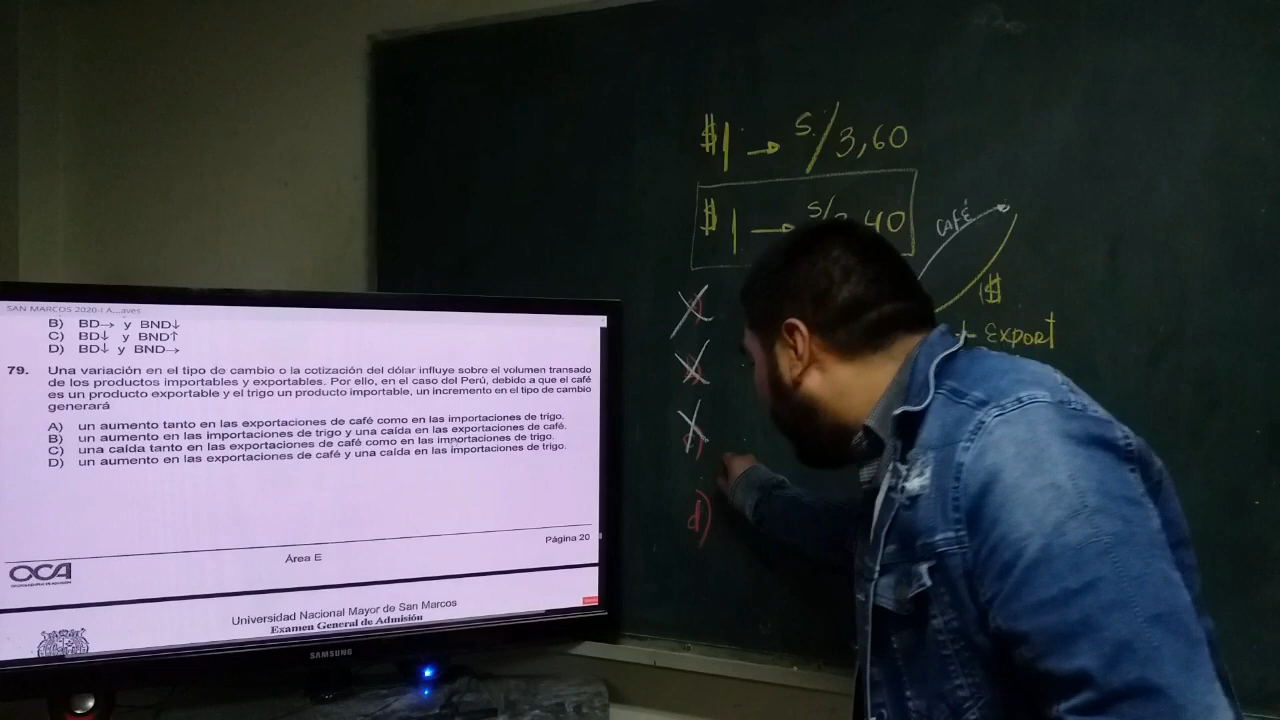 SAN MARCOS 2020-I A...aves
B) BD→ y BND↓
C) BD↓ y BND↑
D) BD↓ y BND→
79. Una variación en el tipo de cambio o la cotización del dólar influye sobre el volumen transado
de los productos importables y exportables. Por ello, en el caso del Perú, debido a que el café
es un producto exportable y el trigo un producto importable, un incremento en el tipo de cambio
generará
A) un aumento tanto en las exportaciones de café como en las importaciones de trigo.
B) un aumento en las importaciones de trigo y una caída en las exportaciones de café.
C) una caída tanto en las exportaciones de café como en las importaciones de trigo.
D) un aumento en las exportaciones de café y una caída en las importaciones de trigo.
Página 20
Área E
OCA
Universidad Nacional Mayor de San Marcos
Examen General de Admisión
SAMSUNG
$1 → S/3,60
$1 → S/ 40
CAFÉ
$
+ EXPORT
d)